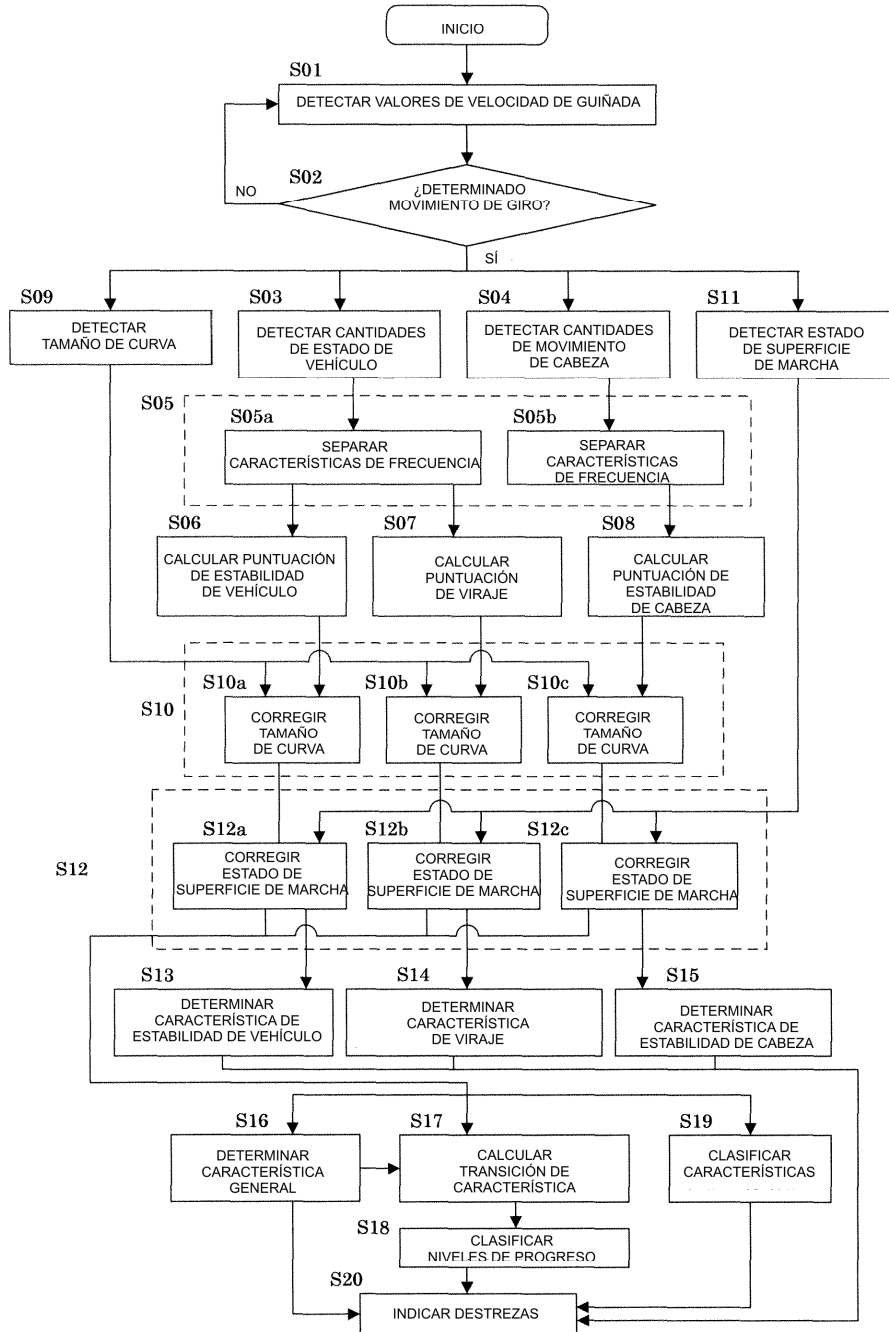 INICIO
S01
DETECTAR VALORES DE VELOCIDAD DE GUIÑADA
S02
NO
¿DETERMINADO
MOVIMIENTO DE GIRO?
SÍ
S09
DETECTAR
TAMAÑO DE CURVA
S03
DETECTAR CANTIDADES
DE ESTADO DE
VEHÍCULO
S04
DETECTAR CANTIDADES
DE MOVIMIENTO
DE CABEZA
S11
DETECTAR ESTADO
DE SUPERFICIE
DE MARCHA
S05
S05a
SEPARAR
CARACTERÍSTICAS DE FRECUENCIA
S05b
SEPARAR
CARACTERÍSTICAS
DE FRECUENCIA
S06
CALCULAR PUNTUACIÓN
DE ESTABILIDAD
DE VEHÍCULO
S07
CALCULAR
PUNTUACIÓN
DE VIRAJE
S08
CALCULAR
PUNTUACIÓN DE
ESTABILIDAD
DE CABEZA
S10
S10a
CORREGIR
TAMAÑO
DE CURVA
S10b
CORREGIR
TAMAÑO
DE CURVA
S10c
CORREGIR
TAMAÑO
DE CURVA
S12
S12a
CORREGIR
ESTADO DE
SUPERFICIE DE MARCHA
S12b
CORREGIR
ESTADO DE
SUPERFICIE DE MARCHA
S12c
CORREGIR
ESTADO DE
SUPERFICIE DE MARCHA
S13
DETERMINAR
CARACTERÍSTICA DE
ESTABILIDAD DE VEHÍCULO
S14
DETERMINAR
CARACTERÍSTICA
DE VIRAJE
S15
DETERMINAR
CARACTERÍSTICA DE
ESTABILIDAD DE CABEZA
S16
DETERMINAR
CARACTERÍSTICA
GENERAL
S17
CALCULAR
TRANSICIÓN DE
CARACTERÍSTICA
S19
CLASIFICAR
CARACTERÍSTICAS
S18
CLASIFICAR
NIVELES DE PROGRESO
S20
INDICAR DESTREZAS